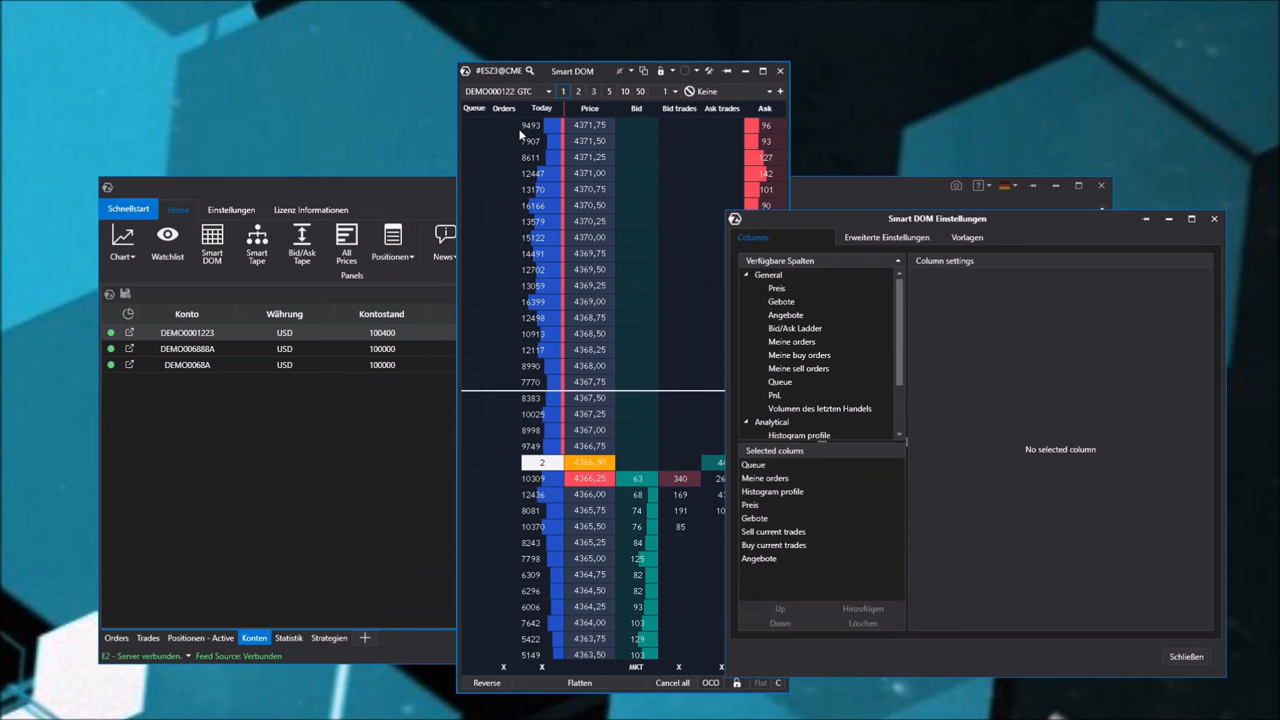 #ESZ3@CME Smart DOM
DEMO000122 GTC 1 2 3 5 10 50 1 Keine
Queue Orders Today Price Bid Bid trades Ask trades Ask
9493 4371,75 96
7907 4371,50 93
8611 4371,25 127
12447 4371,00 142
13170 4370,75 101
16166 4370,50 90
13579 4370,25
15122 4370,00
14491 4369,75
12702 4369,50
13059 4369,25
16399 4369,00
12498 4368,75
10913 4368,50
12117 4368,25
8990 4368,00
7770 4367,75
8383 4367,50
10025 4367,25
8998 4367,00
9749 4366,75
2 4366,50
10309 4366,25 63 340
12436 4366,00 68 169
8081 4365,75 74 191
10370 4365,50 76 85
8243 4365,25 84
7798 4365,00 125
6309 4364,75 82
6296 4364,50 82
6006 4364,25 93
7642 4364,00 103
5422 4363,75 129
5149 4363,50 103
X X MKT X X
Reverse Flatten Cancel all OCO Flat C
Schnellstart Home Einstellungen Lizenz Informationen
Chart Watchlist Smart DOM Smart Tape Bid/Ask Tape All Prices Positionen News
Panels
Konto Währung Kontostand
DEMO0001223 USD 100400
DEMO006888A USD 100000
DEMO0068A USD 100000
Orders Trades Positionen - Active Konten Statistik Strategien
E2 - Server verbunden. Feed Source: Verbunden
Smart DOM Einstellungen
Columns Erweiterte Einstellungen Vorlagen
Verfügbare Spalten
General
Preis
Gebote
Angebote
Bid/Ask Ladder
Meine orders
Meine buy orders
Meine sell orders
Queue
PnL
Volumen des letzten Handels
Analytical
Histogram profile
Selected colums
Queue
Meine orders
Histogram profile
Preis
Gebote
Sell current trades
Buy current trades
Angebote
Up Hinzufügen
Down Löschen
Column settings
No selected column
Schließen